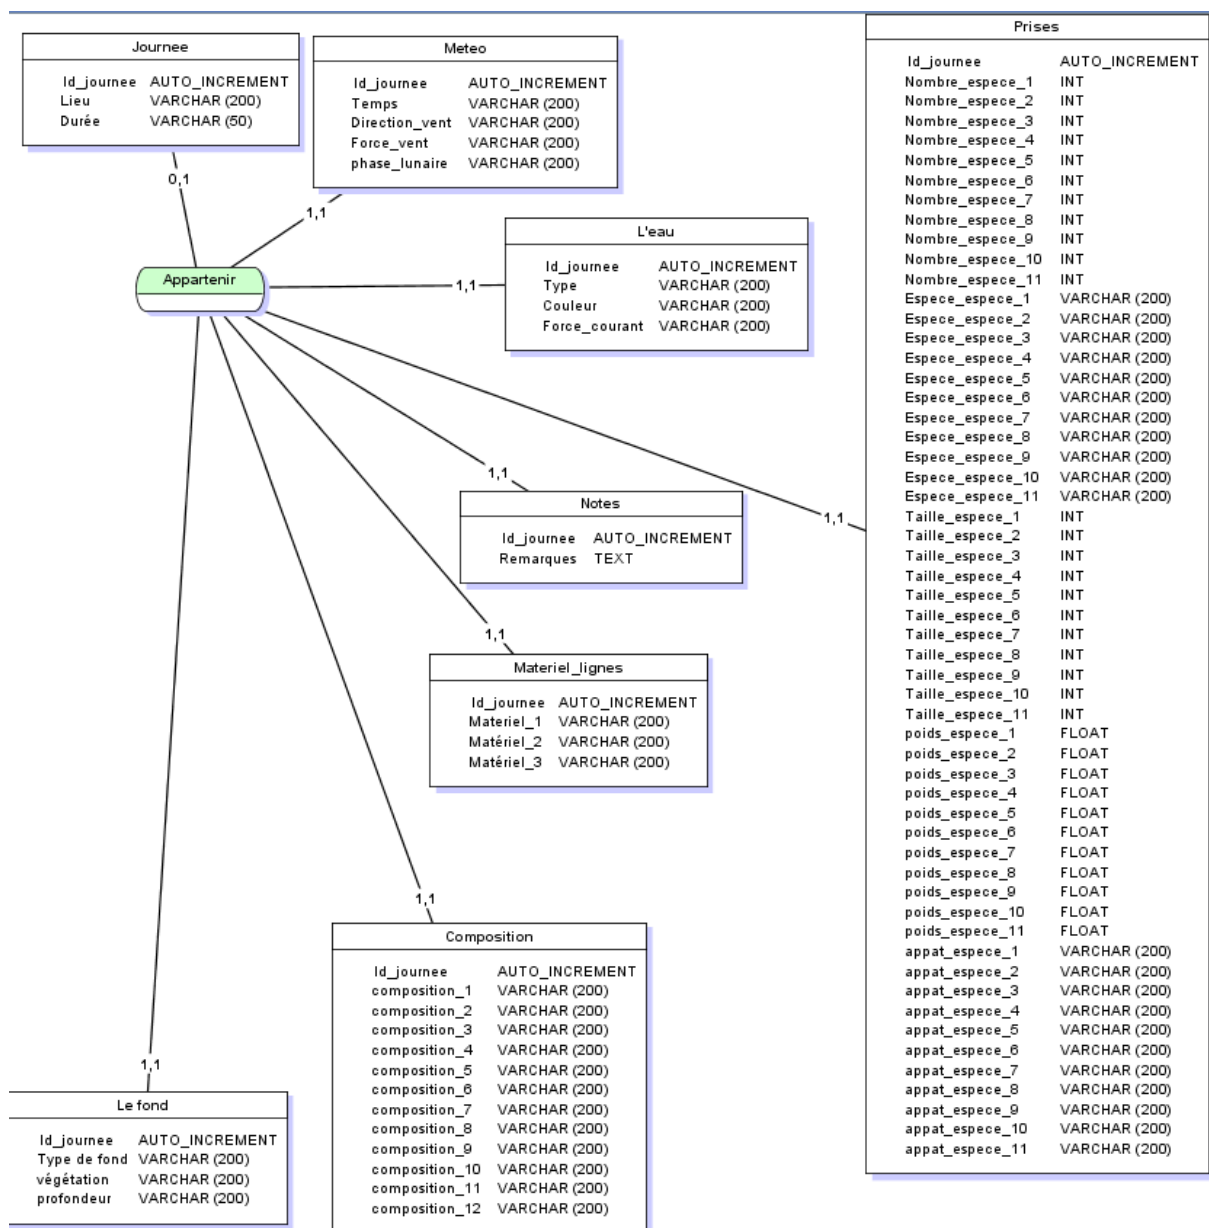 Journee
Id_journee AUTO_INCREMENT
Lieu VARCHAR (200)
Durée VARCHAR (50)
0,1
Meteo
Id_journee AUTO_INCREMENT
Temps VARCHAR (200)
Direction_vent VARCHAR (200)
Force_vent VARCHAR (200)
phase_lunaire VARCHAR (200)
1,1
Appartenir
L'eau
Id_journee AUTO_INCREMENT
Type VARCHAR (200)
Couleur VARCHAR (200)
Force_courant VARCHAR (200)
1,1
Notes
Id_journee AUTO_INCREMENT
Remarques TEXT
1,1
Materiel_lignes
Id_journee AUTO_INCREMENT
Materiel_1 VARCHAR (200)
Matériel_2 VARCHAR (200)
Matériel_3 VARCHAR (200)
1,1
Composition
Id_journee AUTO_INCREMENT
composition_1 VARCHAR (200)
composition_2 VARCHAR (200)
composition_3 VARCHAR (200)
composition_4 VARCHAR (200)
composition_5 VARCHAR (200)
composition_6 VARCHAR (200)
composition_7 VARCHAR (200)
composition_8 VARCHAR (200)
composition_9 VARCHAR (200)
composition_10 VARCHAR (200)
composition_11 VARCHAR (200)
composition_12 VARCHAR (200)
1,1
Le fond
Id_journee AUTO_INCREMENT
Type de fond VARCHAR (200)
végétation VARCHAR (200)
profondeur VARCHAR (200)
1,1
Prises
Id_journee AUTO_INCREMENT
Nombre_espece_1 INT
Nombre_espece_2 INT
Nombre_espece_3 INT
Nombre_espece_4 INT
Nombre_espece_5 INT
Nombre_espece_6 INT
Nombre_espece_7 INT
Nombre_espece_8 INT
Nombre_espece_9 INT
Nombre_espece_10 INT
Nombre_espece_11 INT
Espece_espece_1 VARCHAR (200)
Espece_espece_2 VARCHAR (200)
Espece_espece_3 VARCHAR (200)
Espece_espece_4 VARCHAR (200)
Espece_espece_5 VARCHAR (200)
Espece_espece_6 VARCHAR (200)
Espece_espece_7 VARCHAR (200)
Espece_espece_8 VARCHAR (200)
Espece_espece_9 VARCHAR (200)
Espece_espece_10 VARCHAR (200)
Espece_espece_11 VARCHAR (200)
Taille_espece_1 INT
Taille_espece_2 INT
Taille_espece_3 INT
Taille_espece_4 INT
Taille_espece_5 INT
Taille_espece_6 INT
Taille_espece_7 INT
Taille_espece_8 INT
Taille_espece_9 INT
Taille_espece_10 INT
Taille_espece_11 INT
poids_espece_1 FLOAT
poids_espece_2 FLOAT
poids_espece_3 FLOAT
poids_espece_4 FLOAT
poids_espece_5 FLOAT
poids_espece_6 FLOAT
poids_espece_7 FLOAT
poids_espece_8 FLOAT
poids_espece_9 FLOAT
poids_espece_10 FLOAT
poids_espece_11 FLOAT
appat_espece_1 VARCHAR (200)
appat_espece_2 VARCHAR (200)
appat_espece_3 VARCHAR (200)
appat_espece_4 VARCHAR (200)
appat_espece_5 VARCHAR (200)
appat_espece_6 VARCHAR (200)
appat_espece_7 VARCHAR (200)
appat_espece_8 VARCHAR (200)
appat_espece_9 VARCHAR (200)
appat_espece_10 VARCHAR (200)
appat_espece_11 VARCHAR (200)
1,1